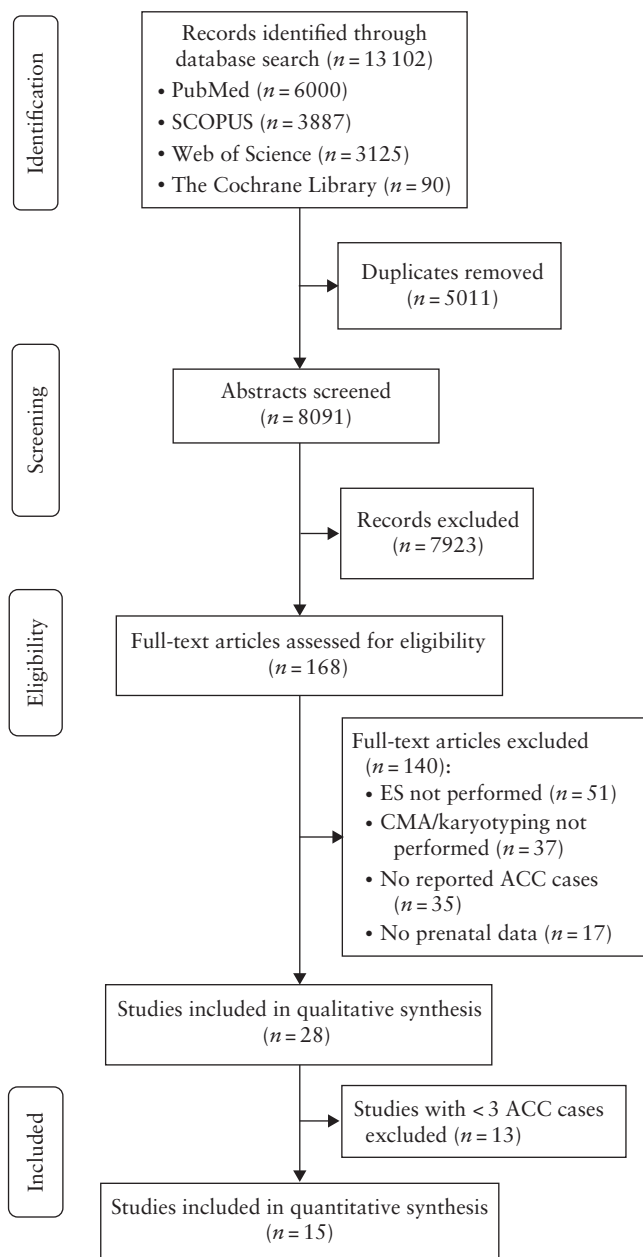 Identification
Records identified through
database search (n = 13 102)
• PubMed (n = 6000)
• SCOPUS (n = 3887)
• Web of Science (n = 3125)
• The Cochrane Library (n = 90)
Duplicates removed
(n = 5011)
Screening
Abstracts screened
(n = 8091)
Records excluded
(n = 7923)
Eligibility
Full-text articles assessed for eligibility
(n = 168)
Full-text articles excluded
(n = 140):
• ES not performed (n = 51)
• CMA/karyotyping not
performed (n = 37)
• No reported ACC cases
(n = 35)
• No prenatal data (n = 17)
Studies included in qualitative synthesis
(n = 28)
Included
Studies with < 3 ACC cases
excluded (n = 13)
Studies included in quantitative synthesis
(n = 15)